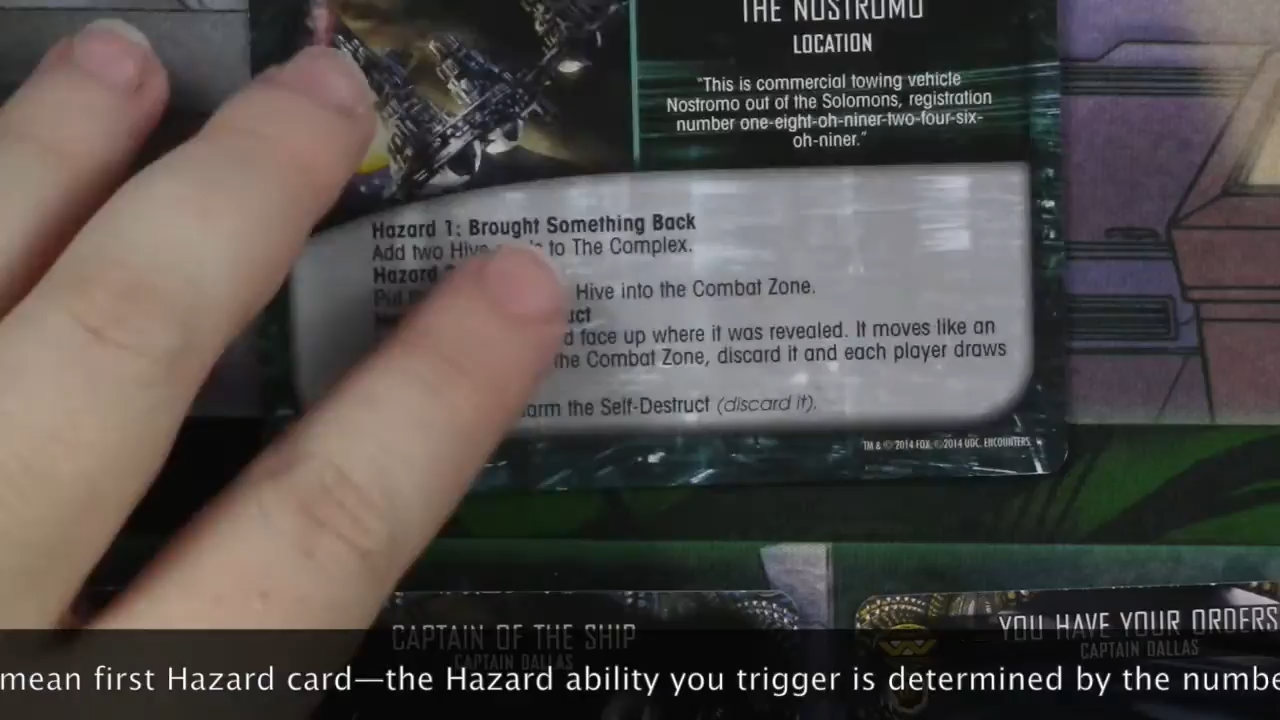 THE NOSTROMO
LOCATION
"This is commercial towing vehicle
Nostromo out of the Solomons, registration
number one-eight-oh-niner-two-four-six-
oh-niner."
Hazard 1: Brought Something Back
Add two Hive to The Complex.
Hazard
Put Hive into the Combat Zone.
face up where it was revealed. It moves like an
the Combat Zone, discard it and each player draws
the Self-Destruct (discard it).
TM & © 2014 FOX. © 2014 UDC. ENCOUNTERS.
CAPTAIN OF THE SHIP
CAPTAIN DALLAS
YOU HAVE YOUR ORDERS
CAPTAIN DALLAS
mean first Hazard card—the Hazard ability you trigger is determined by the numbe